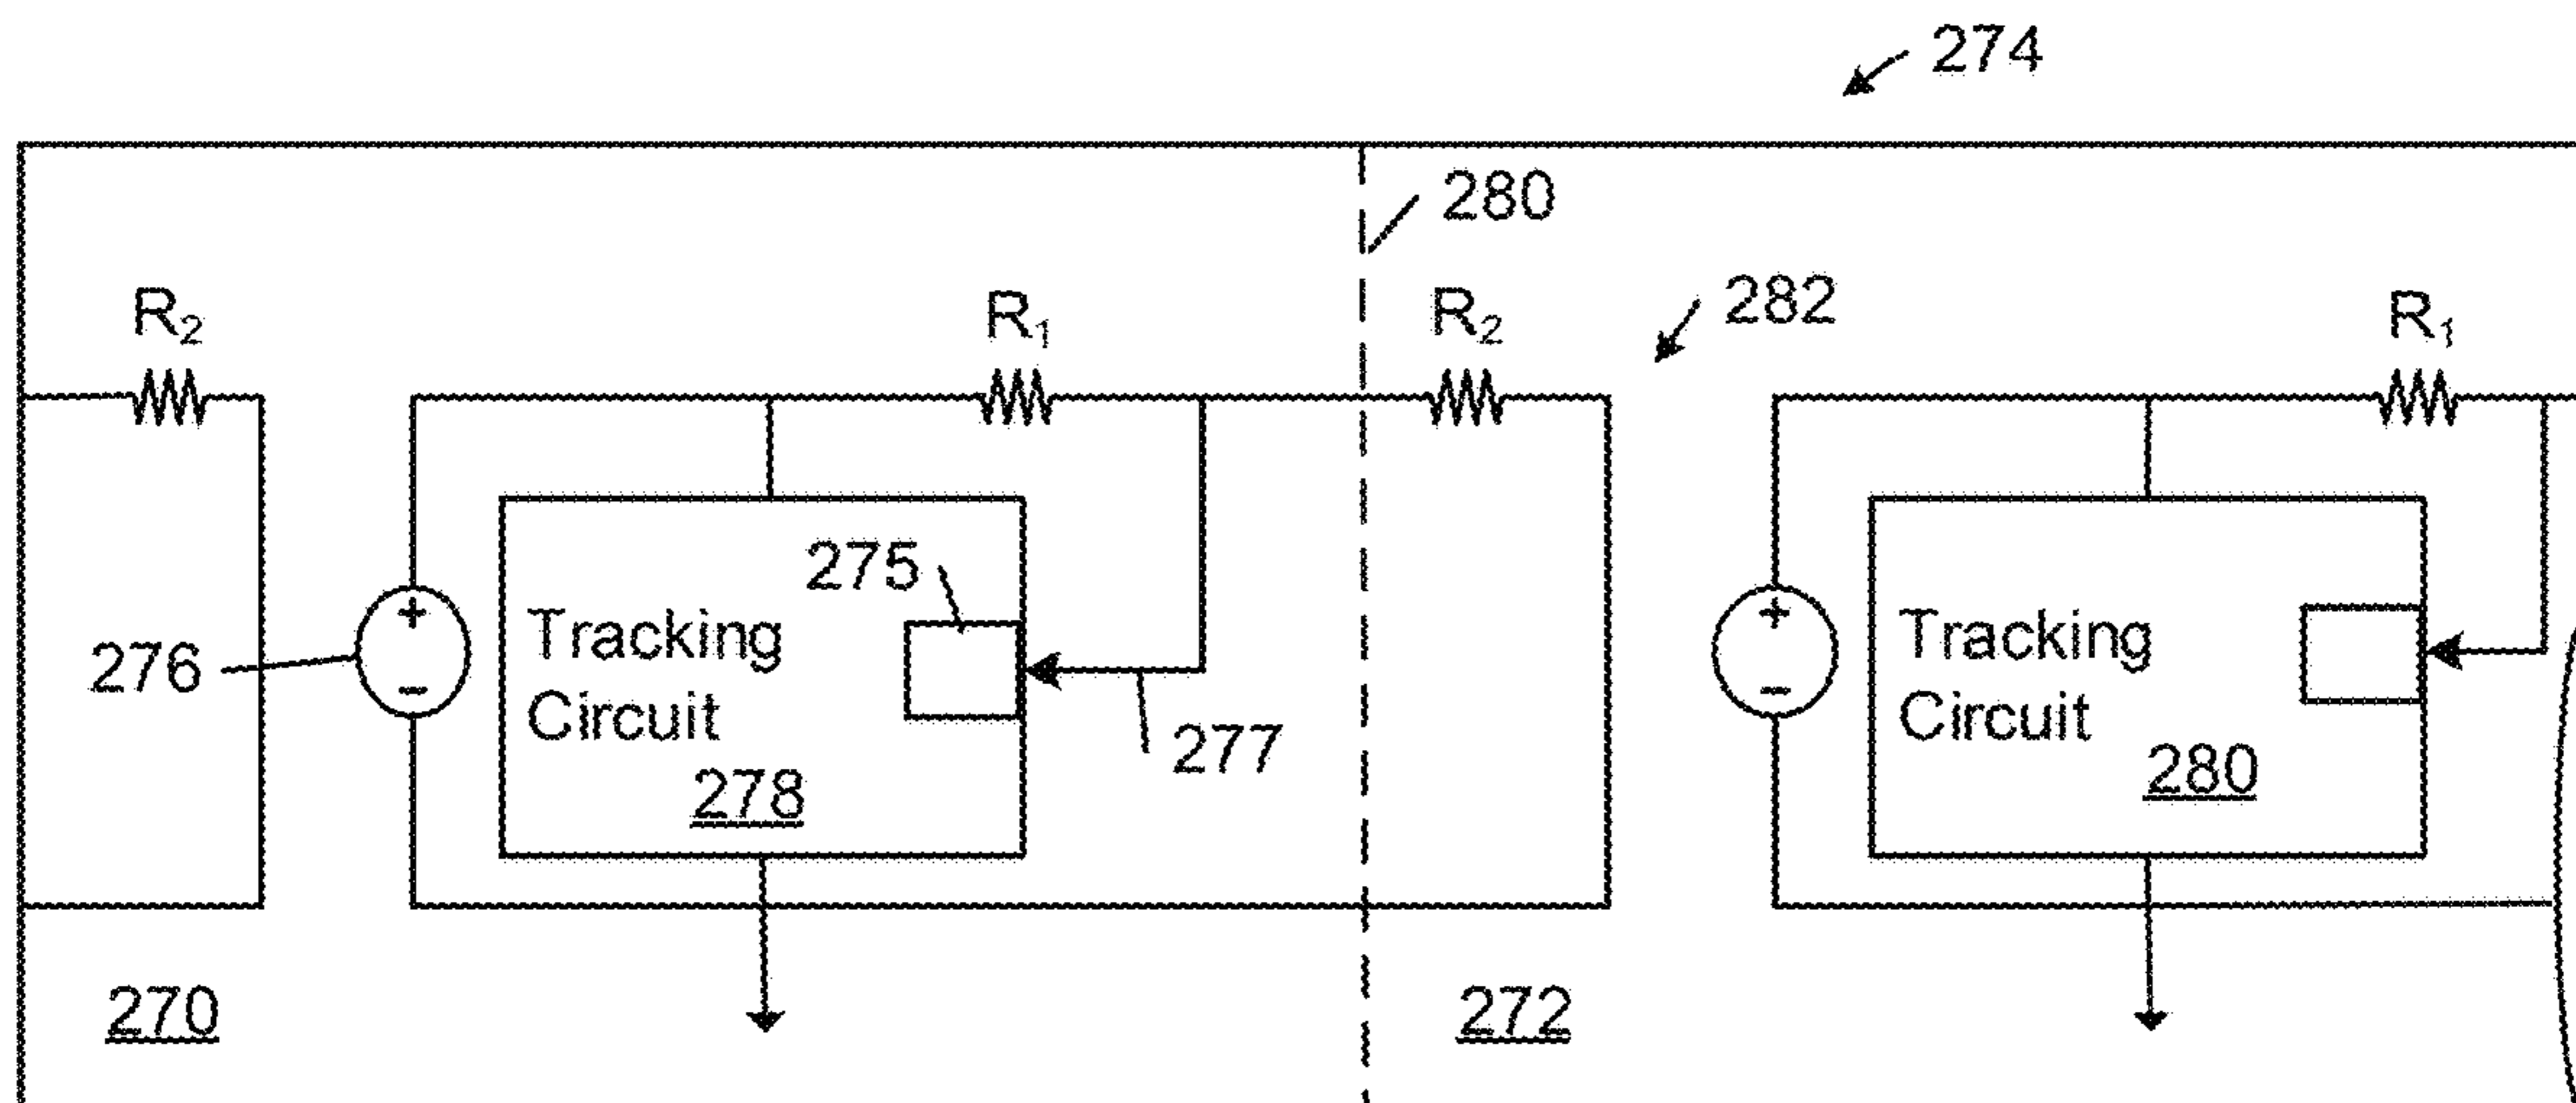 274
280
282
R₂
R₁
R₂
R₁
275
276
+
−
Tracking
Circuit
278
277
+
−
Tracking
Circuit
280
270
272